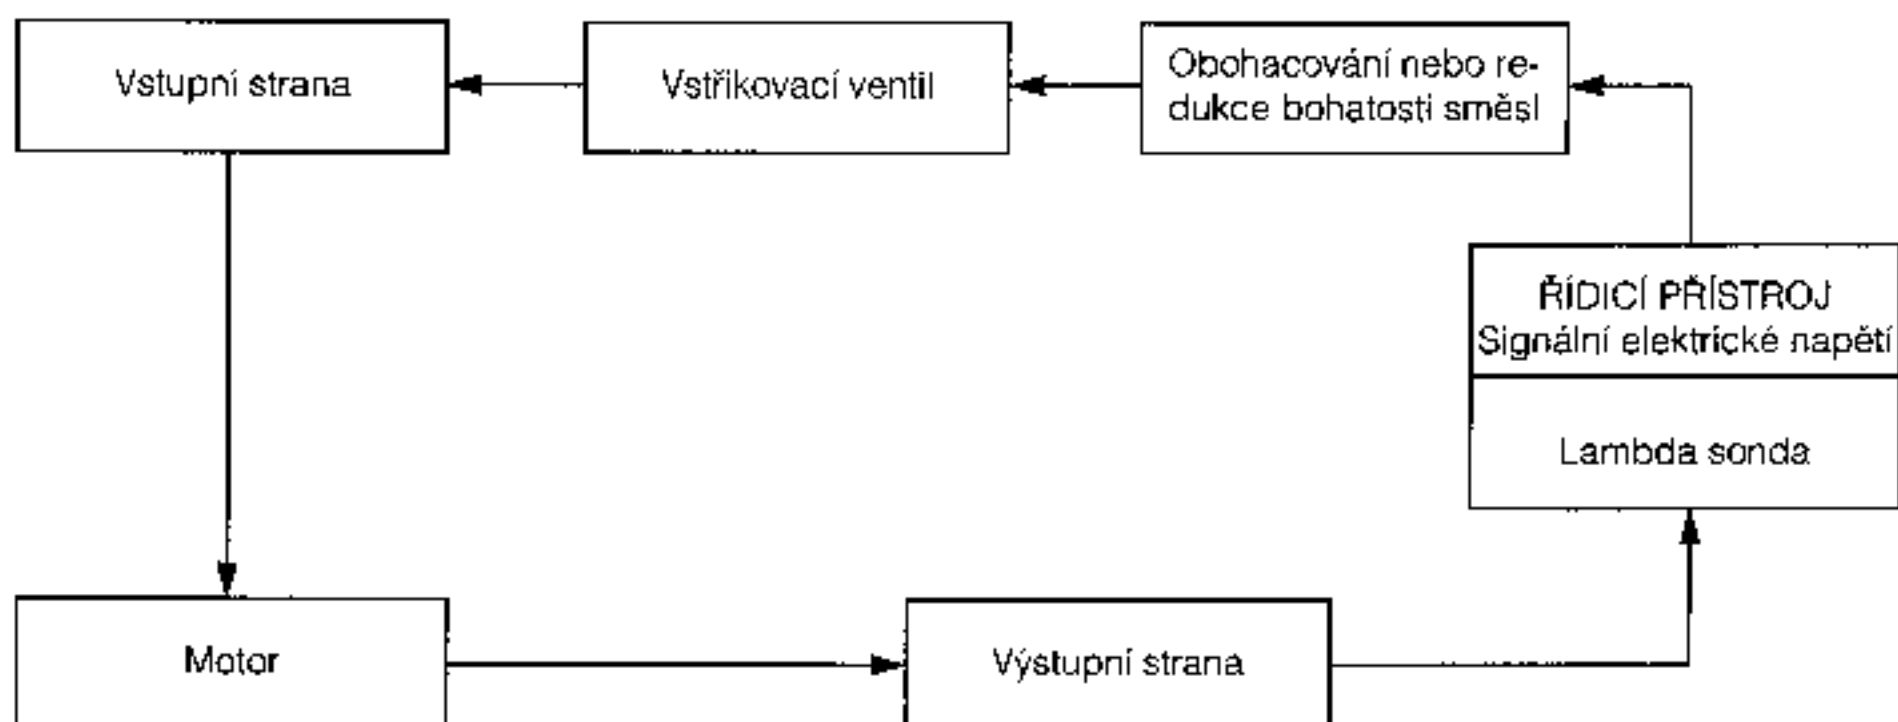 Vstupní strana
Vstřikovací ventil
Obohacování nebo re-
dukce bohatosti směsI
ŘÍDICÍ PŘÍSTROJ
Signální elektrické napětí
Lambda sonda
Motor
Výstupní strana